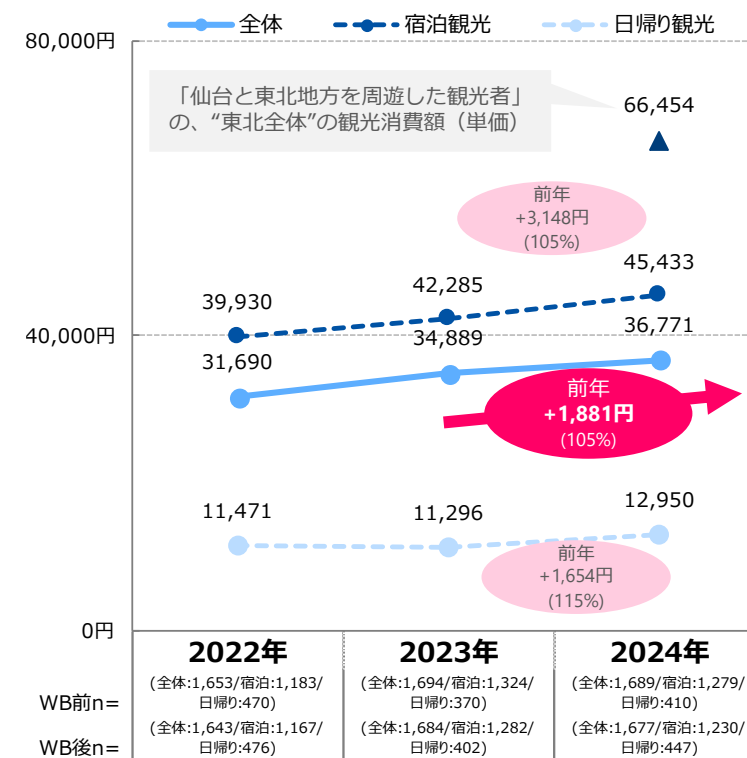 全体 宿泊観光 日帰り観光
80,000円
「仙台と東北地方を周遊した観光者」
の、“東北全体”の観光消費額（単価）
66,454
前年
+3,148円
(105%)
39,930 42,285 45,433
40,000円
31,690 34,889 36,771
前年
+1,881円
(105%)
11,471 11,296 12,950
前年
+1,654円
(115%)
0円
2022年 2023年 2024年
WB前n=
(全体:1,653/宿泊:1,183/
日帰り:470)
(全体:1,694/宿泊:1,324/
日帰り:370)
(全体:1,689/宿泊:1,279/
日帰り:410)
WB後n=
(全体:1,643/宿泊:1,167/
日帰り:476)
(全体:1,684/宿泊:1,282/
日帰り:402)
(全体:1,677/宿泊:1,230/
日帰り:447)